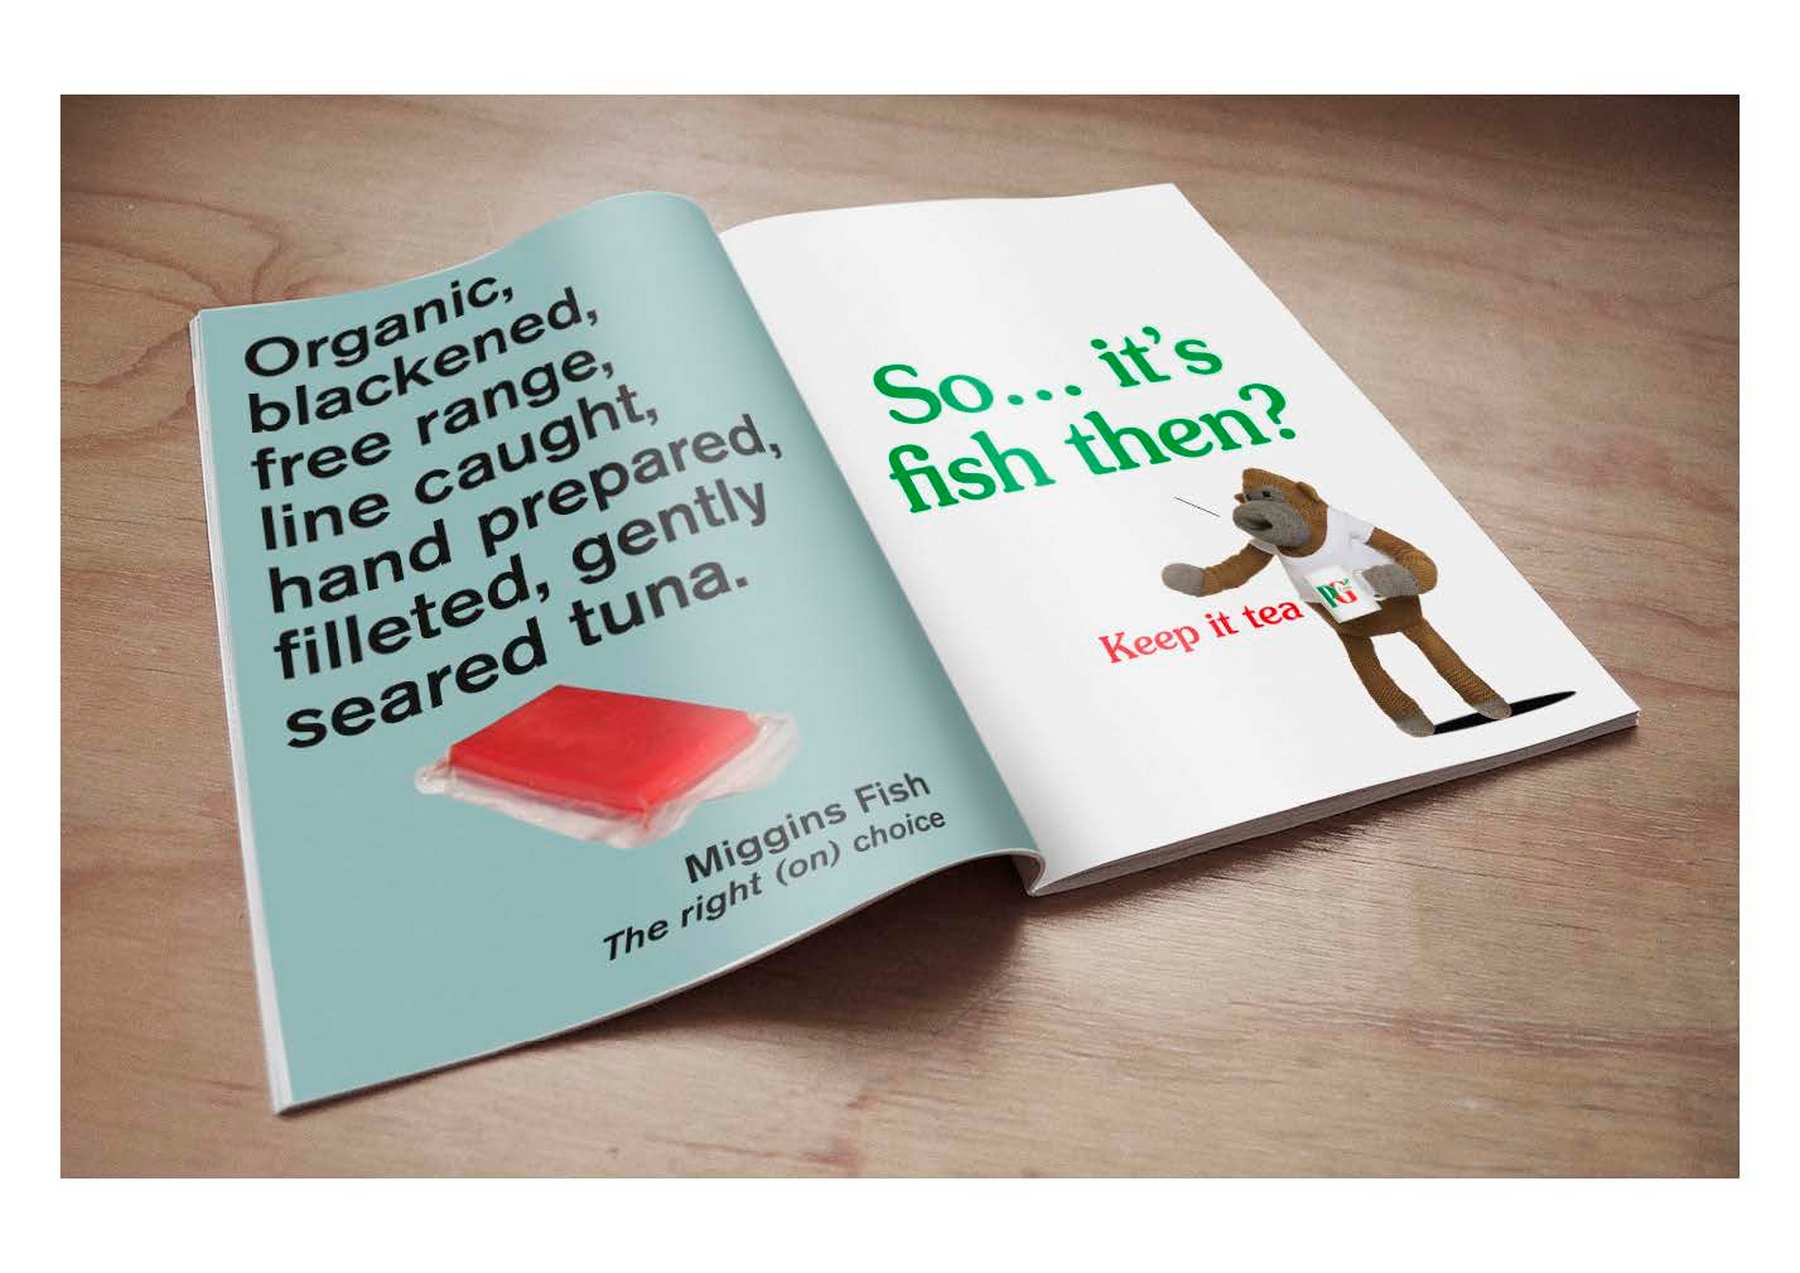 Organic,
blackened,
free range,
line caught,
hand prepared,
filleted, gently
seared tuna.
Miggins Fish
The right (on) choice
So... it's
fish then?
Keep it tea
PG